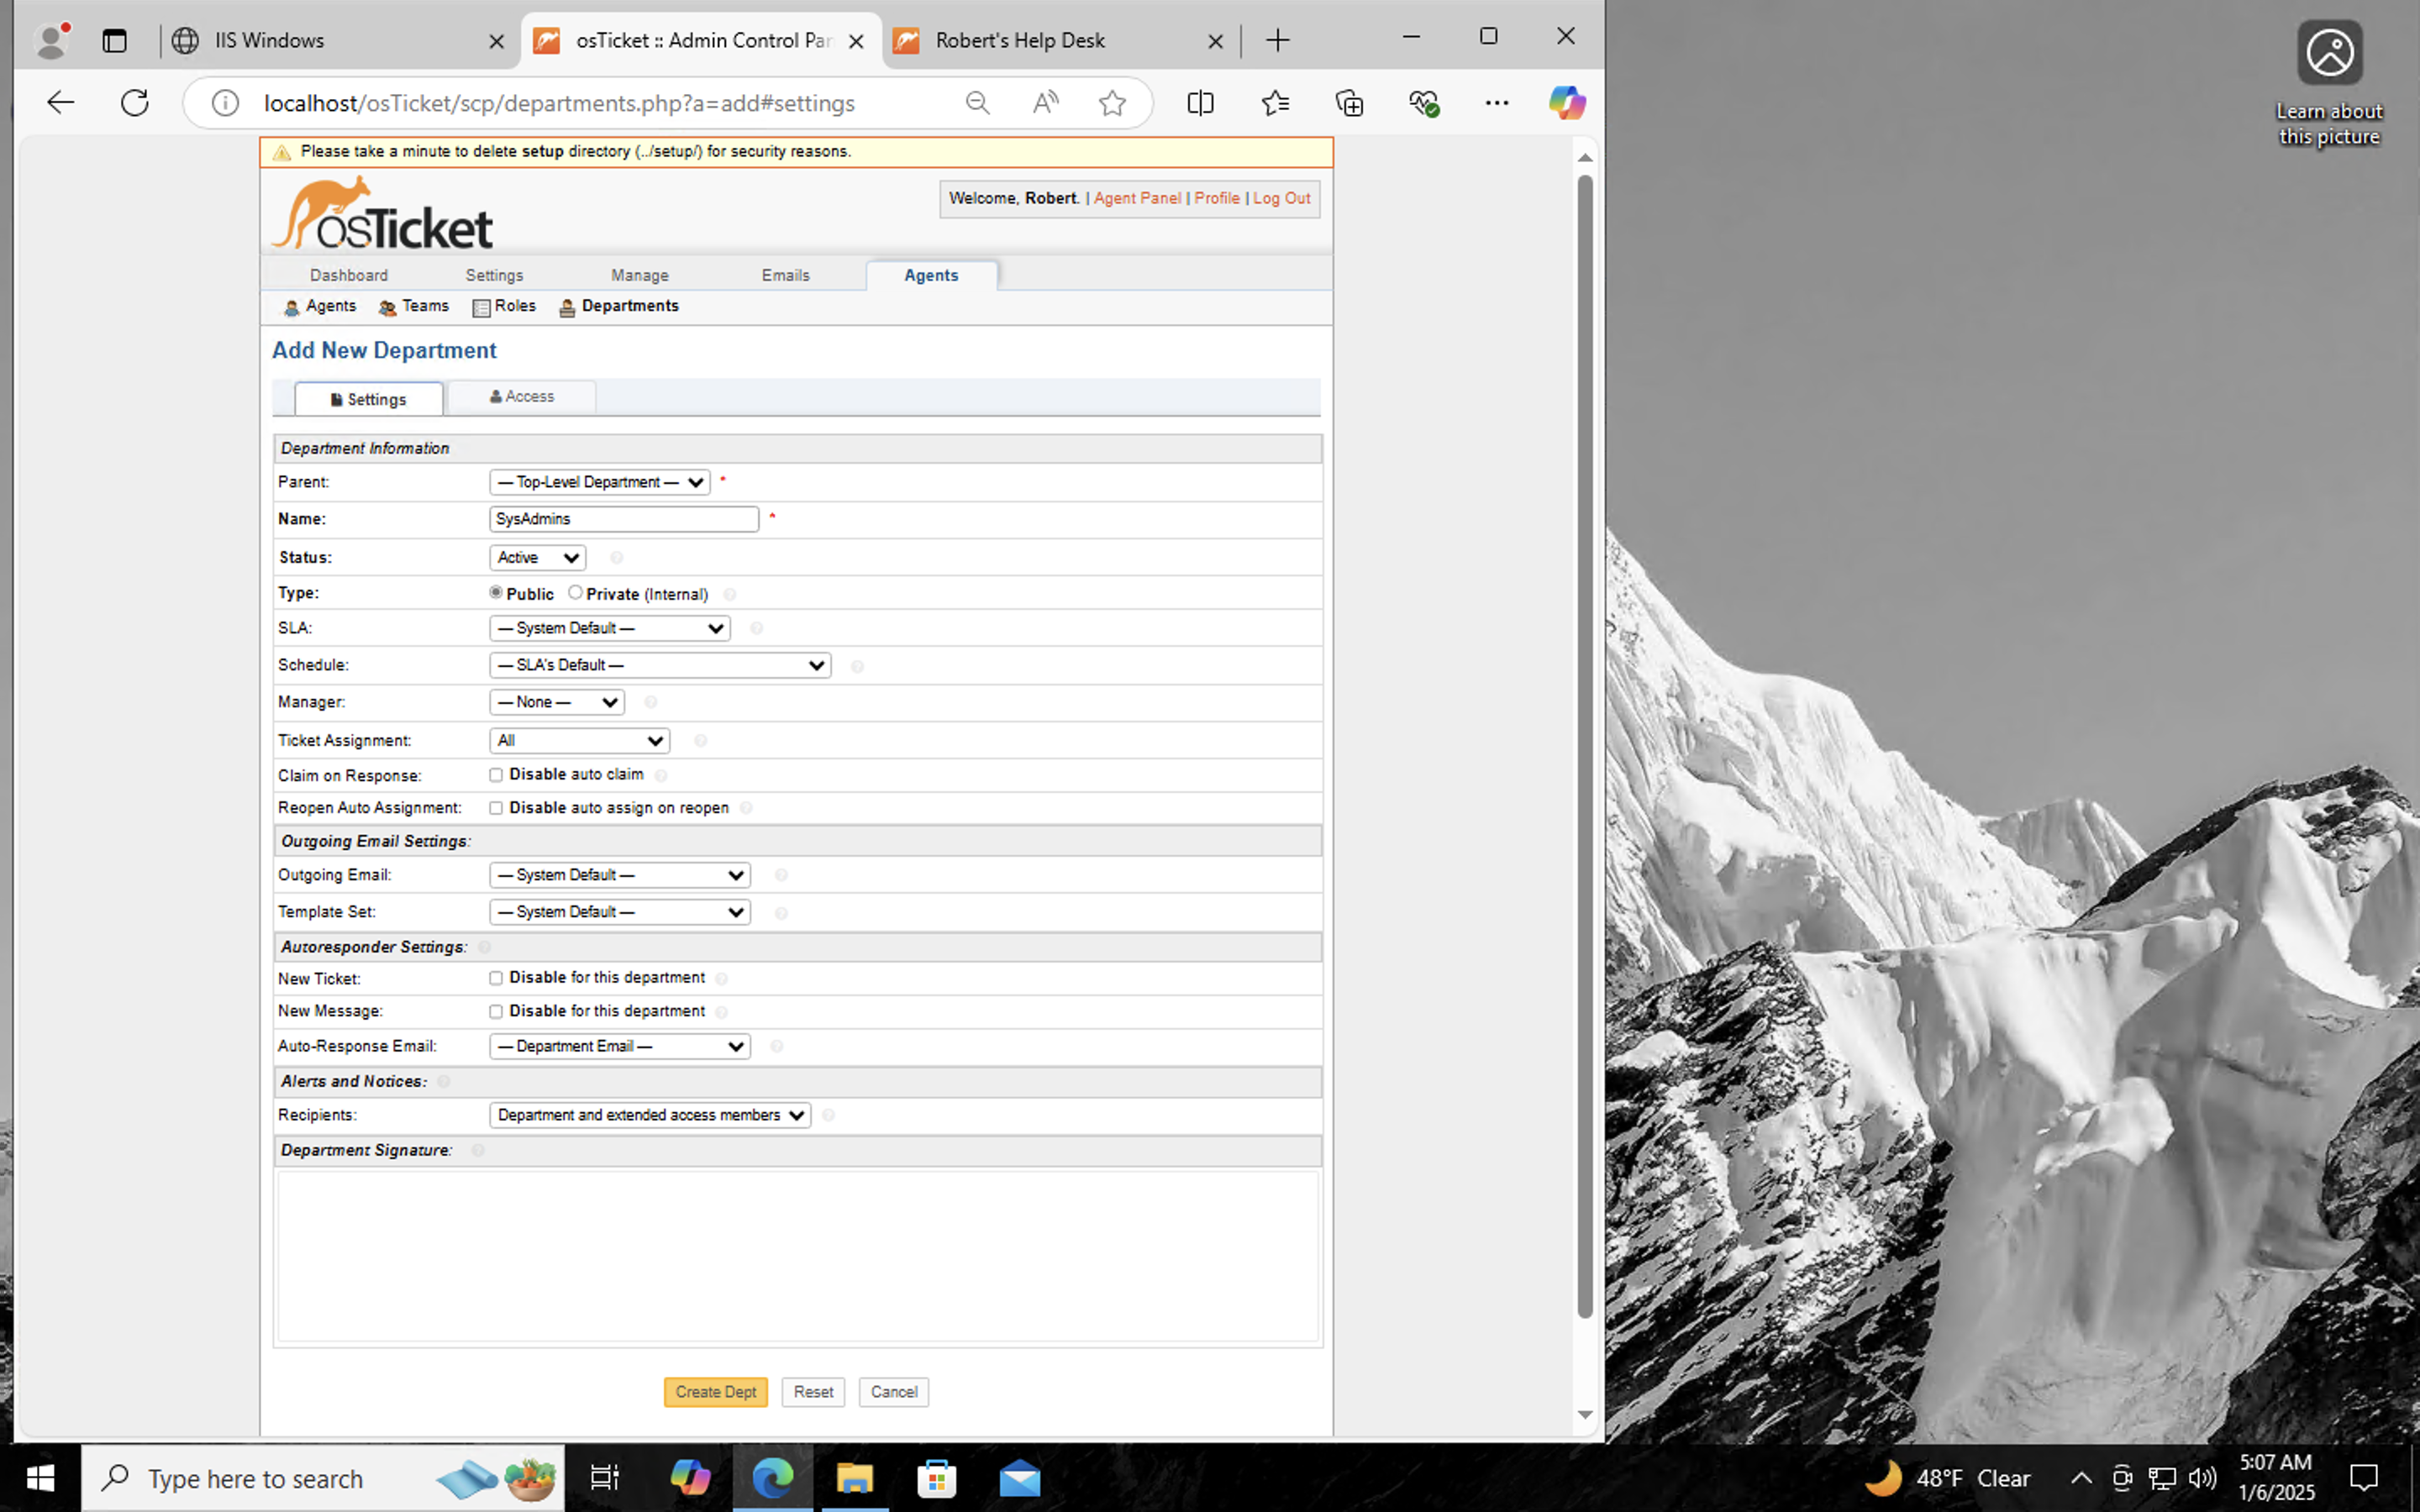 IIS Windows
osTicket :: Admin Control Par
Robert's Help Desk
localhost/osTicket/scp/departments.php?a=add#settings
Learn about
this picture
Please take a minute to delete setup directory (../setup/) for security reasons.
osTicket
Welcome, Robert. | Agent Panel | Profile | Log Out
Dashboard Settings Manage Emails Agents
Agents Teams Roles Departments
Add New Department
Settings Access
Department Information
Parent: — Top-Level Department — *
Name: SysAdmins *
Status: Active
Type: Public Private (Internal)
SLA: — System Default —
Schedule: — SLA's Default —
Manager: — None —
Ticket Assignment: All
Claim on Response: Disable auto claim
Reopen Auto Assignment: Disable auto assign on reopen
Outgoing Email Settings:
Outgoing Email: — System Default —
Template Set: — System Default —
Autoresponder Settings:
New Ticket: Disable for this department
New Message: Disable for this department
Auto-Response Email: — Department Email —
Alerts and Notices:
Recipients: Department and extended access members
Department Signature:
Create Dept Reset Cancel
Type here to search
48°F Clear
5:07 AM
1/6/2025